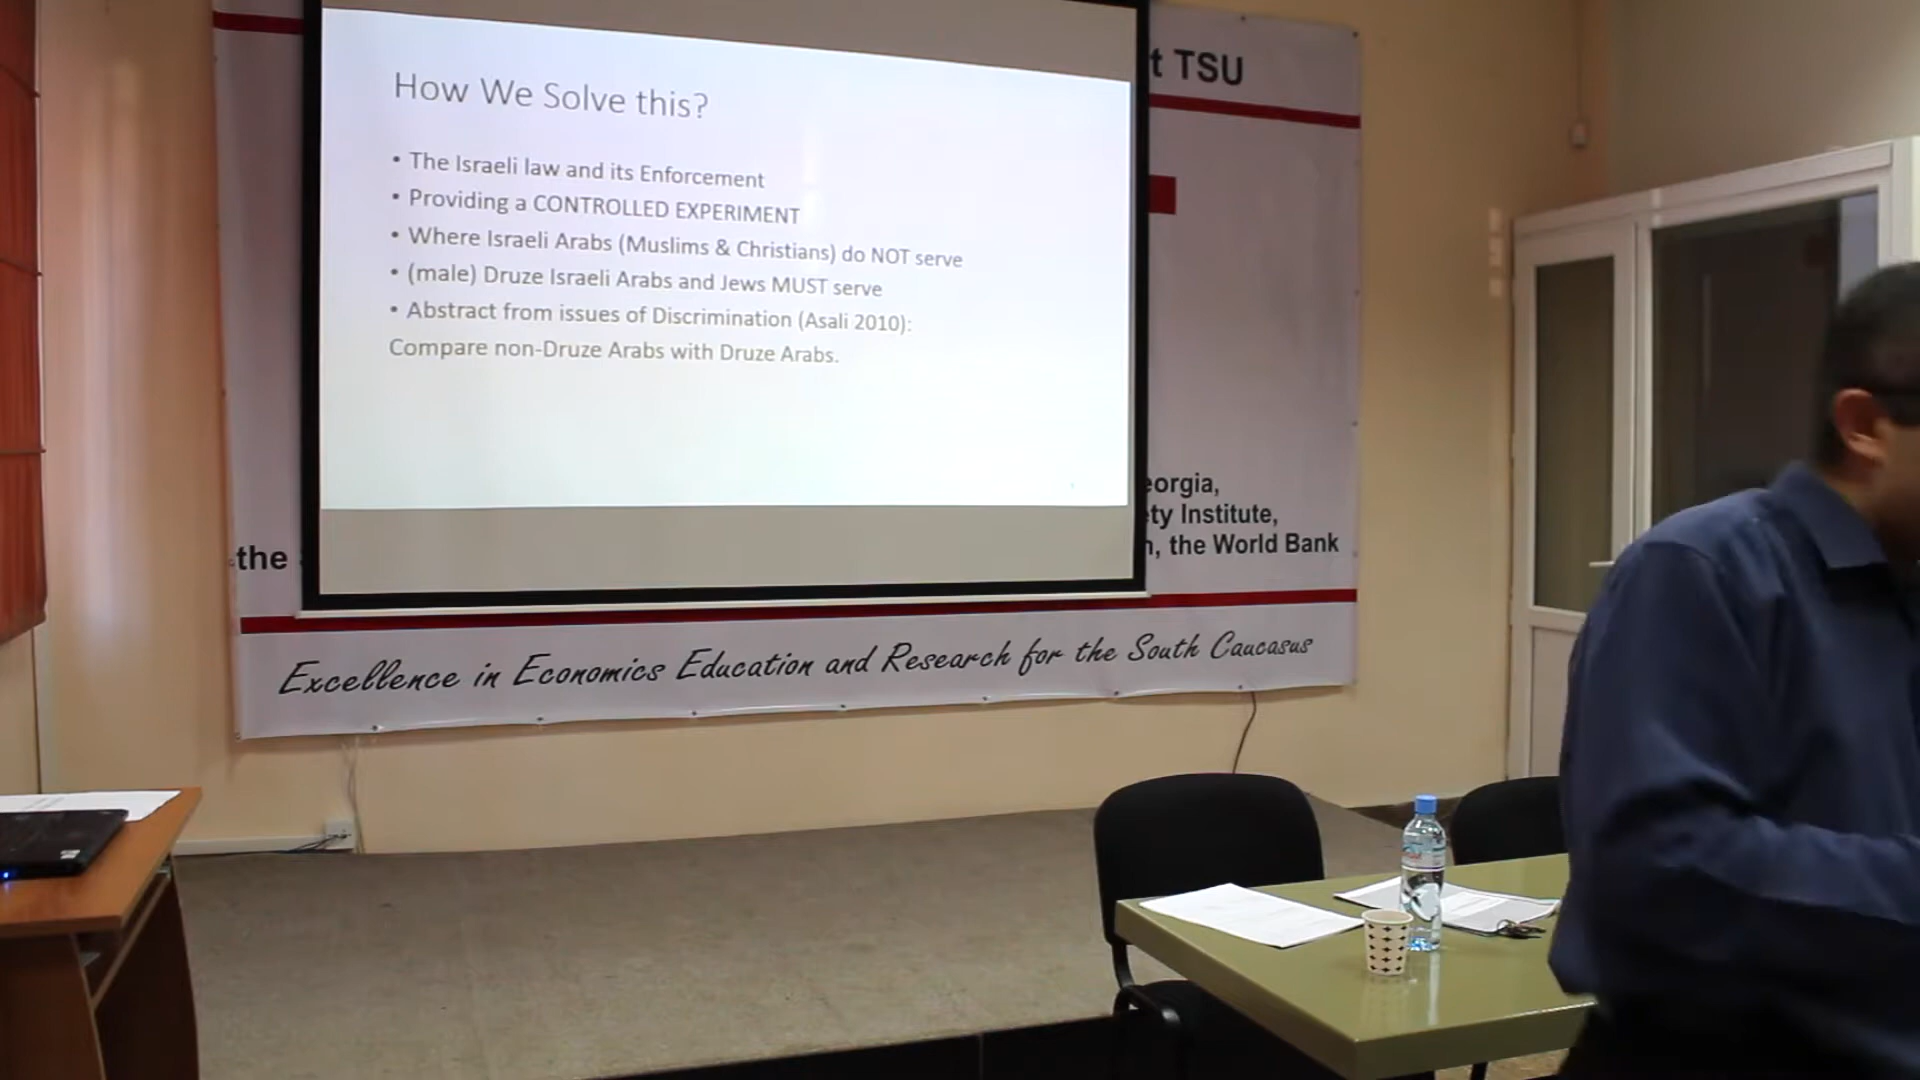 t TSU
How We Solve this?
• The Israeli law and its Enforcement
• Providing a CONTROLLED EXPERIMENT
• Where Israeli Arabs (Muslims & Christians) do NOT serve
• (male) Druze Israeli Arabs and Jews MUST serve
• Abstract from issues of Discrimination (Asali 2010):
Compare non-Druze Arabs with Druze Arabs.
eorgia,
ty Institute,
the
, the World Bank
Excellence in Economics Education and Research for the South Caucasus